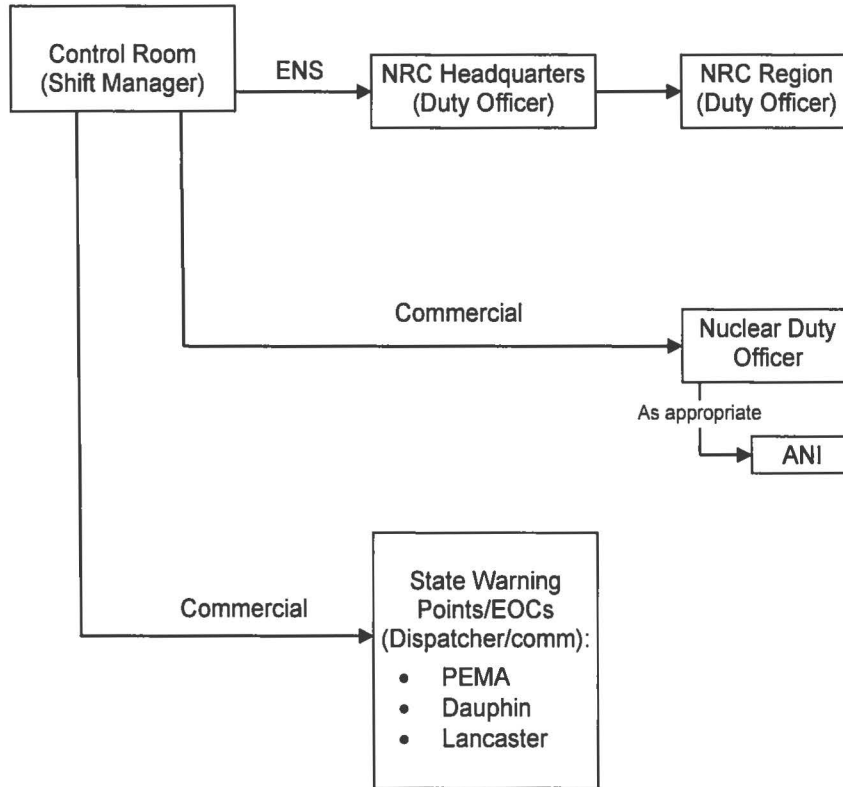 Control Room
(Shift Manager)
ENS
NRC Headquarters
(Duty Officer)
NRC Region
(Duty Officer)
Commercial
Nuclear Duty
Officer
As appropriate
ANI
Commercial
State Warning
Points/EOCs
(Dispatcher/comm):
• PEMA
• Dauphin
• Lancaster